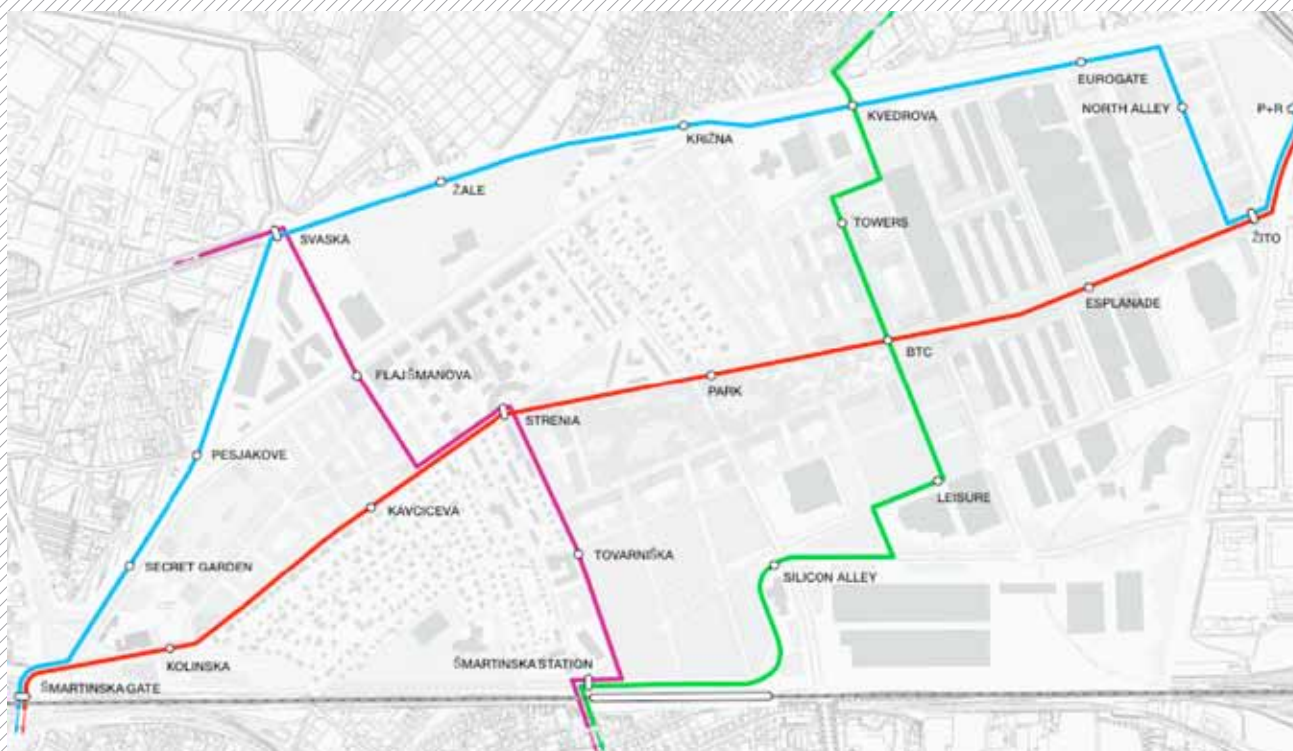 EUROGATE
NORTH ALLEY
P+R
KVEDROVA
KRIŽNA
ŽALE
SVASKA
TOWERS
ŽITO
ESPLANADE
BTC
FLAJŠMANOVA
PARK
STRENIA
PESJAKOVE
LEISURE
KAVCICEVA
TOVARNIŠKA
SECRET GARDEN
SILICON ALLEY
KOLINSKA
ŠMARTINSKA STATION
ŠMARTINSKA GATE